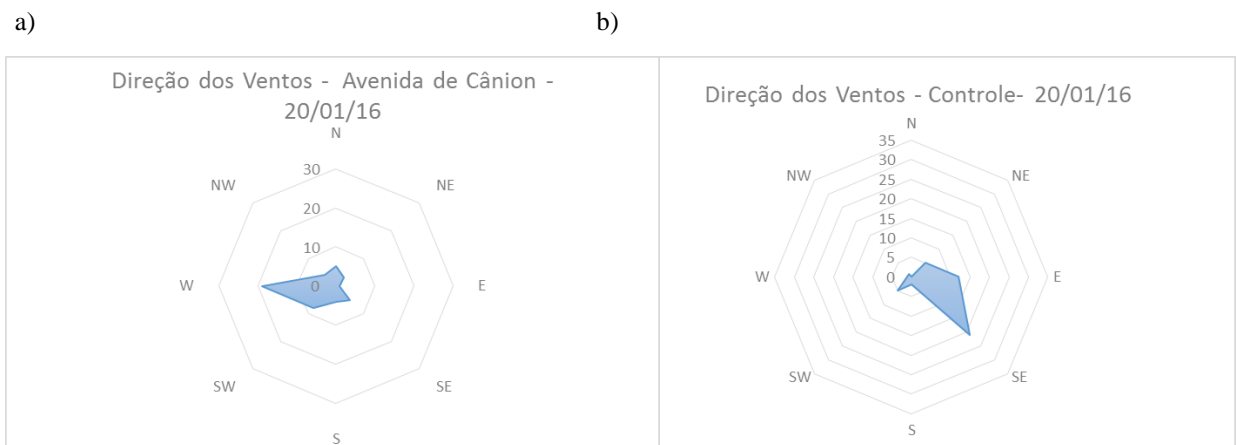 a)
b)
Direção dos Ventos - Avenida de Cânion -
20/01/16
N
NE
E
SE
S
SW
W
NW
30
20
10
0
Direção dos Ventos - Controle- 20/01/16
N
NE
E
SE
S
SW
W
NW
35
30
25
20
15
10
5
0